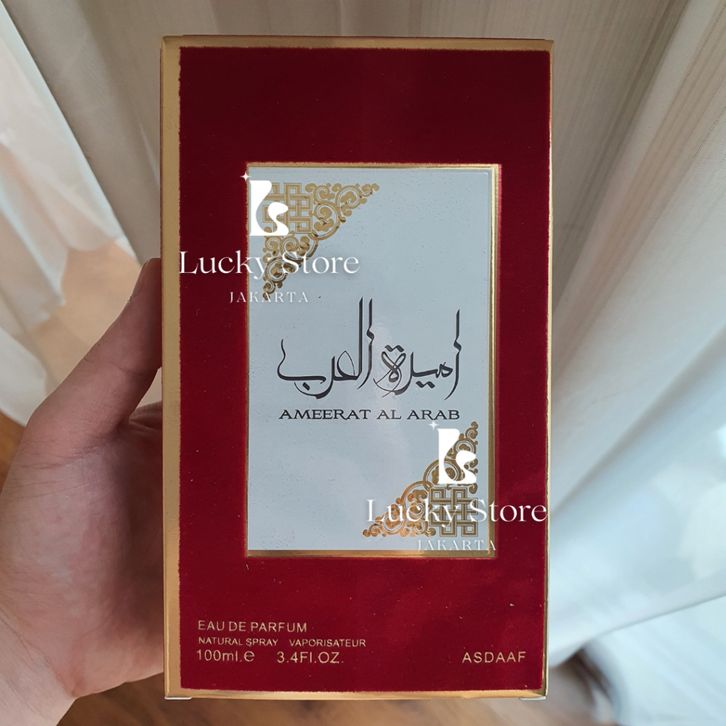 Lucky Store
JAKARTA
اميرة العرب
AMEERAT AL ARAB
Lucky Store
JAKARTA
EAU DE PARFUM
NATURAL SPRAY VAPORISATEUR
100ml.e 3.4Fl.OZ. ASDAAF